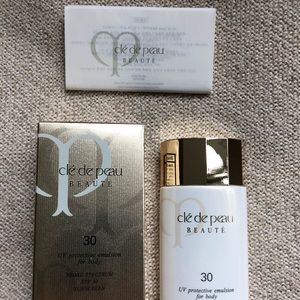 clé de peau
BEAUTÉ
clé de peau
BEAUTÉ
30
UV protective emulsion
for body
BROAD SPECTRUM
SPF 30
SUNSCREEN
clé de peau
BEAUTÉ
30
UV protective emulsion
for body